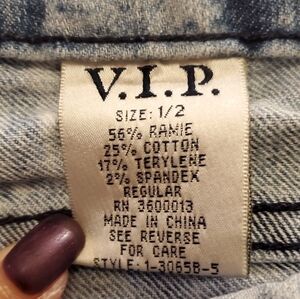 V.I.P.
SIZE: 1/2
56% RAMIE
25% COTTON
17% TERYLENE
2% SPANDEX
REGULAR
RN 3600013
MADE IN CHINA
SEE REVERSE
FOR CARE
STYLE: 1-3065B-5